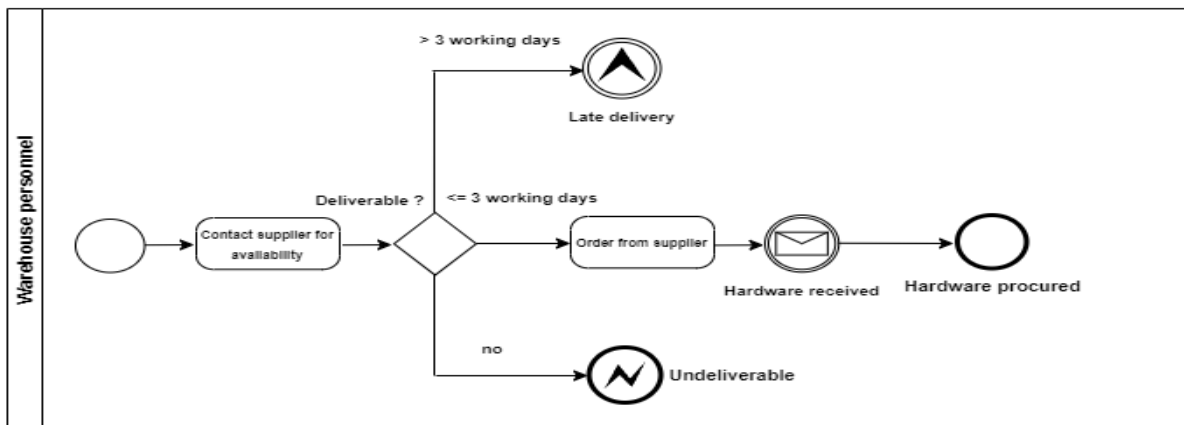 Warehouse personnel
> 3 working days
Late delivery
Deliverable ?
<= 3 working days
Contact supplier for
availability
Order from supplier
Hardware received
Hardware procured
no
Undeliverable